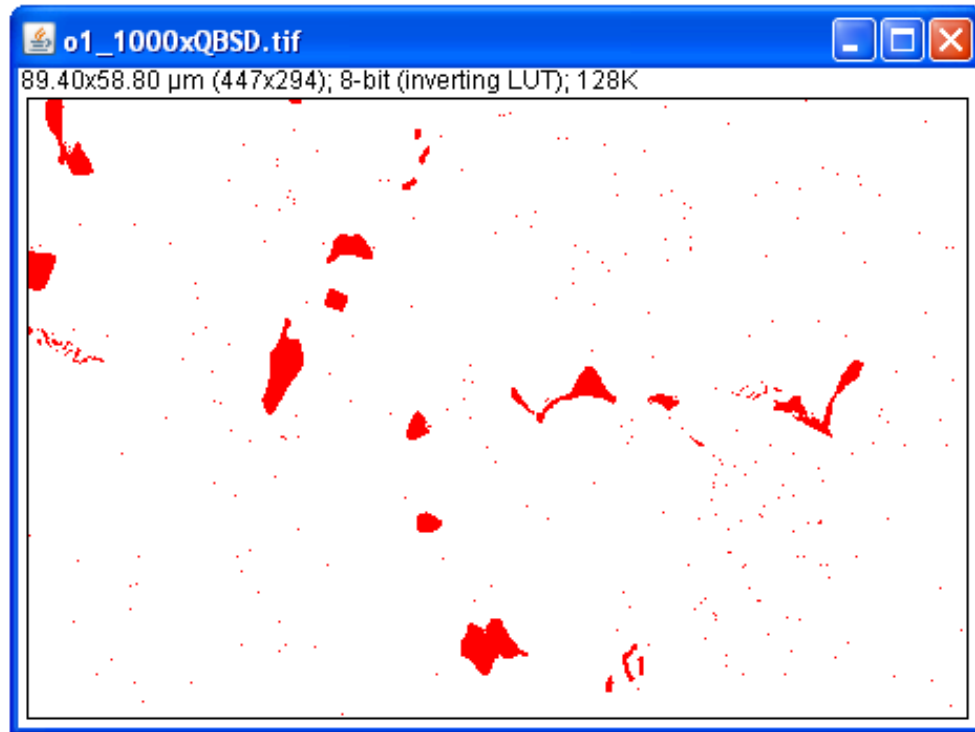 o1_1000xQBSD.tif
89.40x58.80 µm (447x294); 8-bit (inverting LUT); 128K